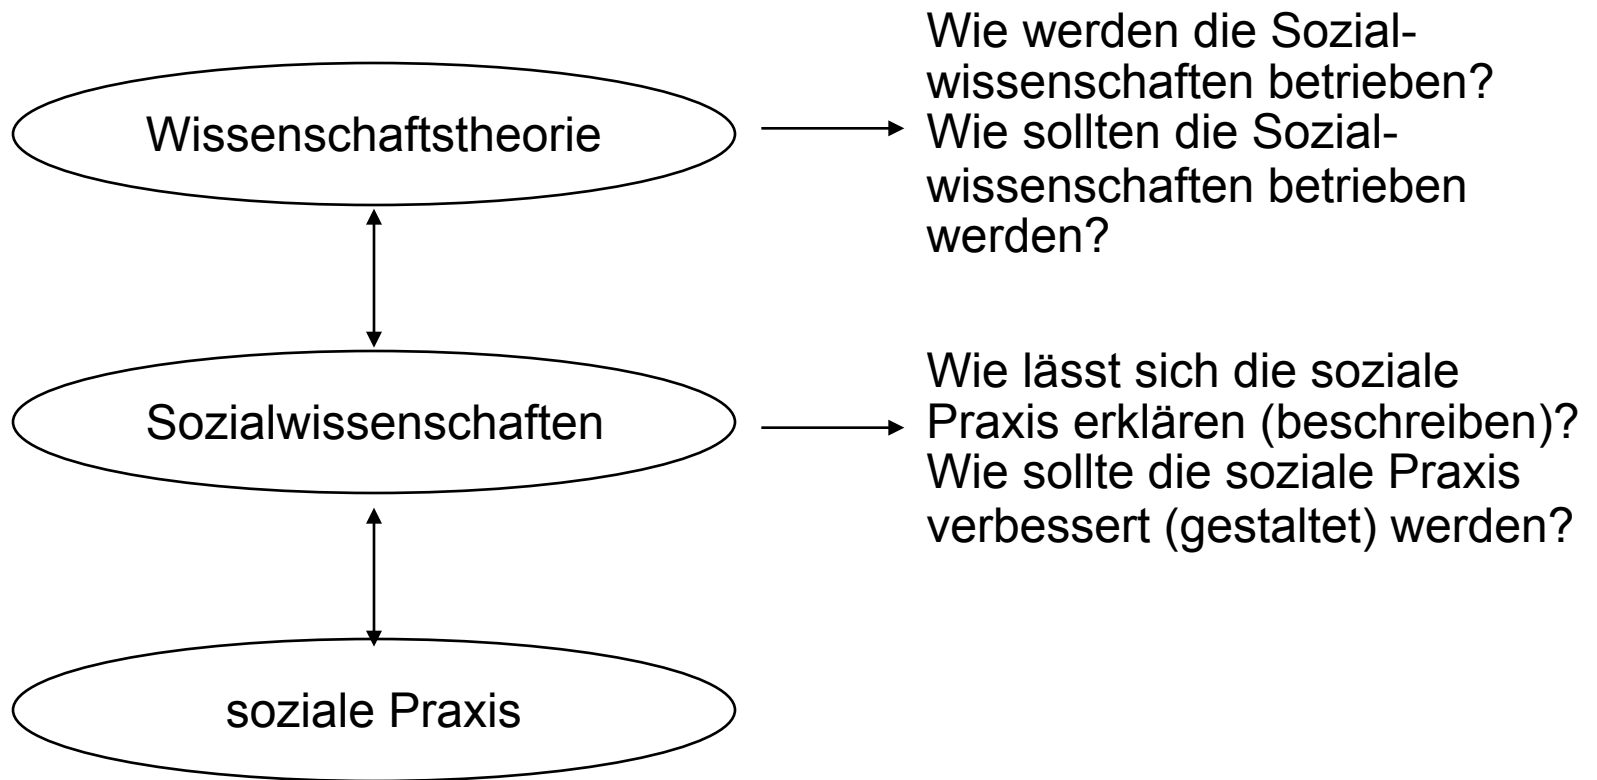 Wie werden die Sozial-
wissenschaften betrieben?
Wissenschaftstheorie
Wie sollten die Sozial-
wissenschaften betrieben
werden?
Wie lässt sich die soziale
Sozialwissenschaften
Praxis erklären (beschreiben)?
Wie sollte die soziale Praxis
verbessert (gestaltet) werden?
soziale Praxis